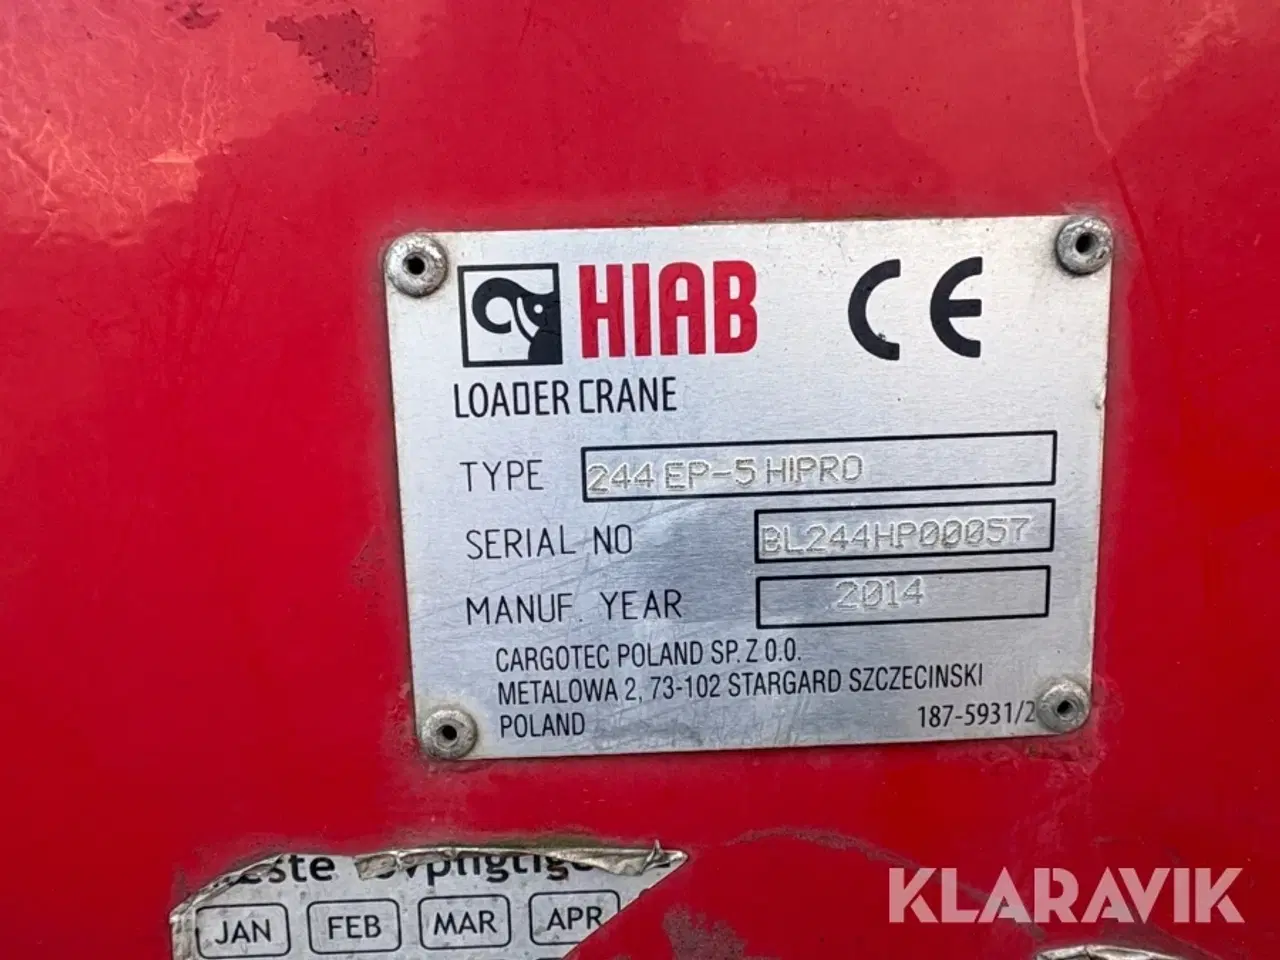 HIAB CE
LOADER CRANE
TYPE 244 EP-5 HIPRO
SERIAL NO BL244HP00057
MANUF. YEAR 2014
CARGOTEC POLAND SP. Z O.O.
METALOWA 2, 73-102 STARGARD SZCZECINSKI
POLAND 187-5931/2
JAN FEB MAR APR
KLARAVIK